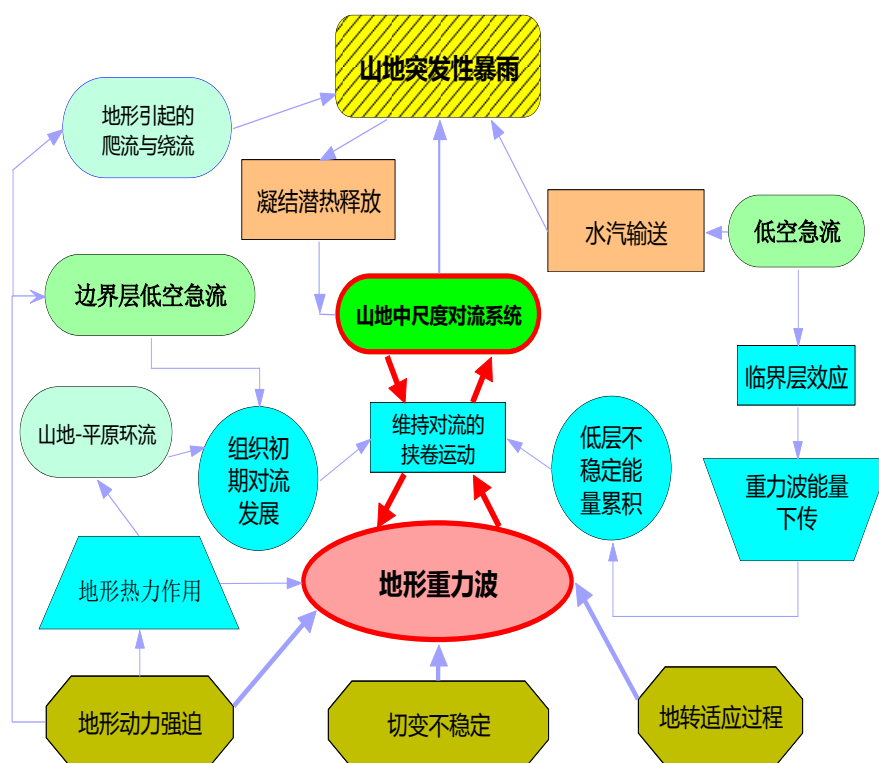 山地突发性暴雨
地形引起的
爬流与绕流
凝结潜热释放
水汽输送
低空急流
边界层低空急流
山地中尺度对流系统
临界层效应
山地-平原环流
组织初
期对流
发展
维持对流的
挟卷运动
低层不
稳定能
量累积
重力波能量
下传
地形热力作用
地形重力波
地形动力强迫
切变不稳定
地转适应过程